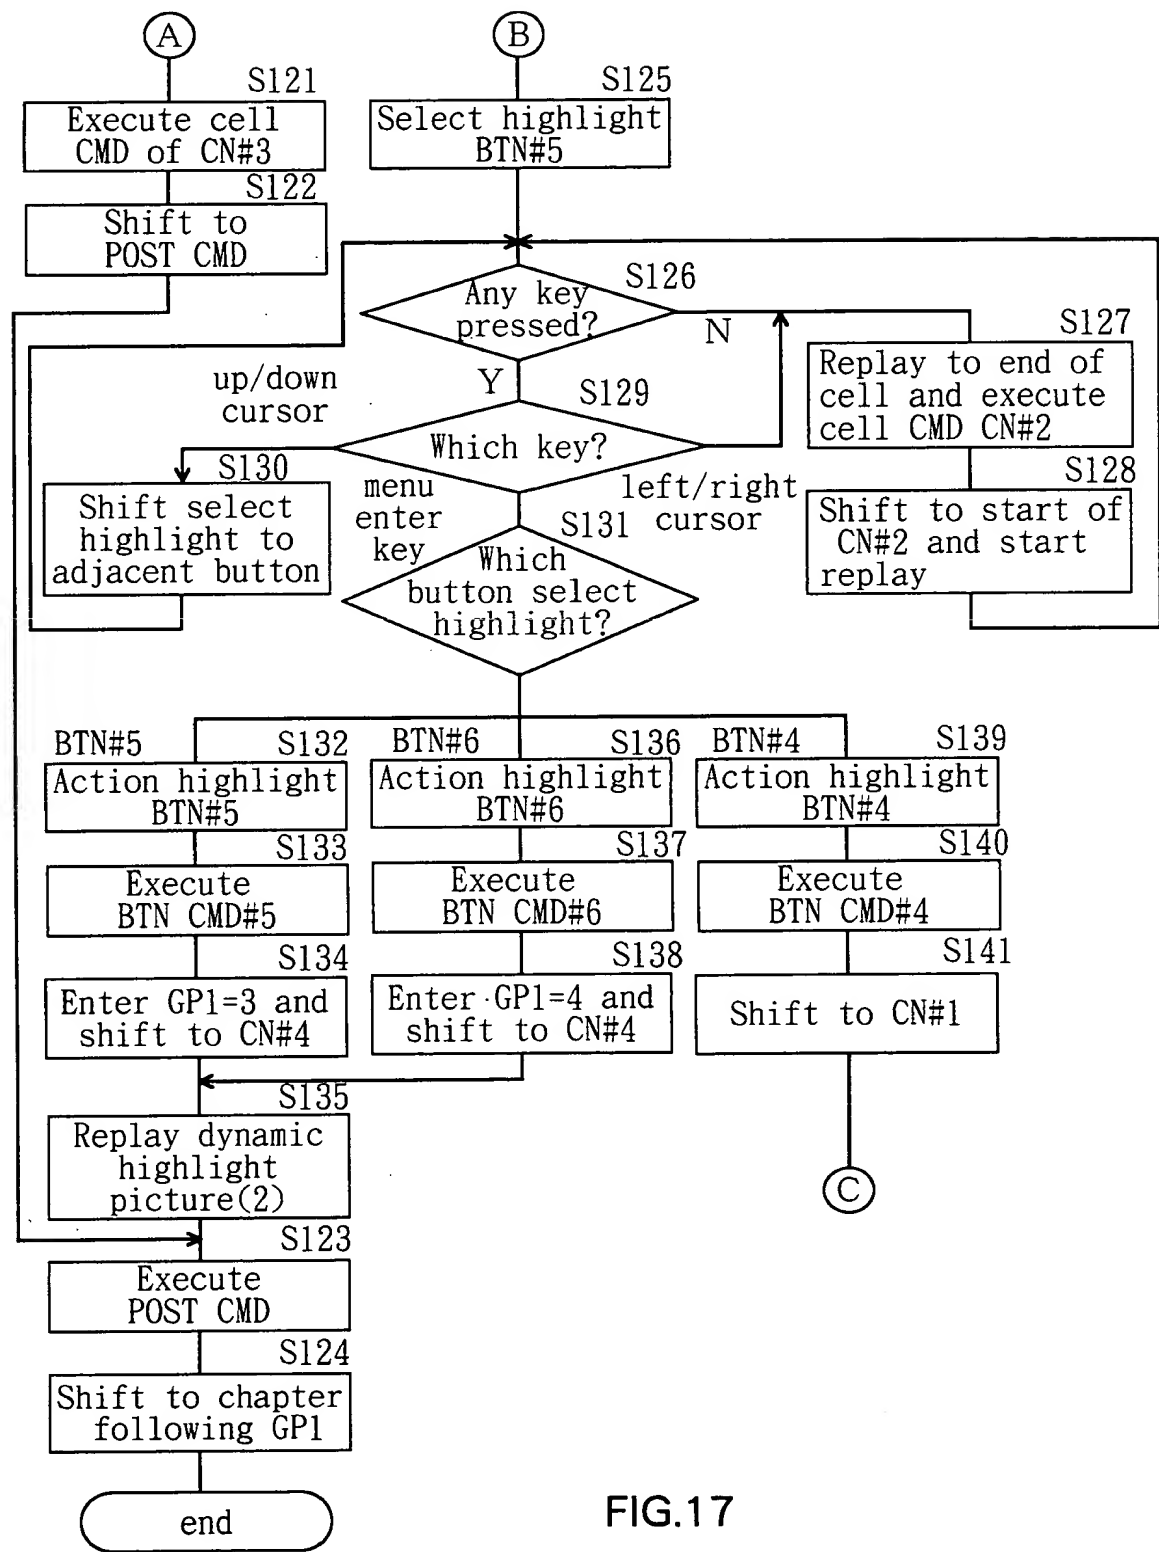 A
B
S121
Execute cell
CMD of CN#3
S122
Shift to
POST CMD
S125
Select highlight
BTN#5
S126
Any key
pressed?
N
Y
S127
Replay to end of
cell and execute
cell CMD CN#2
S128
Shift to start of
CN#2 and start
replay
up/down
cursor
S129
Which key?
S130
Shift select
highlight to
adjacent button
menu
enter
key
left/right
cursor
S131
Which
button select
highlight?
BTN#5
S132
Action highlight
BTN#5
S133
Execute
BTN CMD#5
S134
Enter GP1=3 and
shift to CN#4
BTN#6
S136
Action highlight
BTN#6
S137
Execute
BTN CMD#6
S138
Enter GP1=4 and
shift to CN#4
BTN#4
S139
Action highlight
BTN#4
S140
Execute
BTN CMD#4
S141
Shift to CN#1
C
S135
Replay dynamic
highlight
picture(2)
S123
Execute
POST CMD
S124
Shift to chapter
following GP1
end
FIG.17